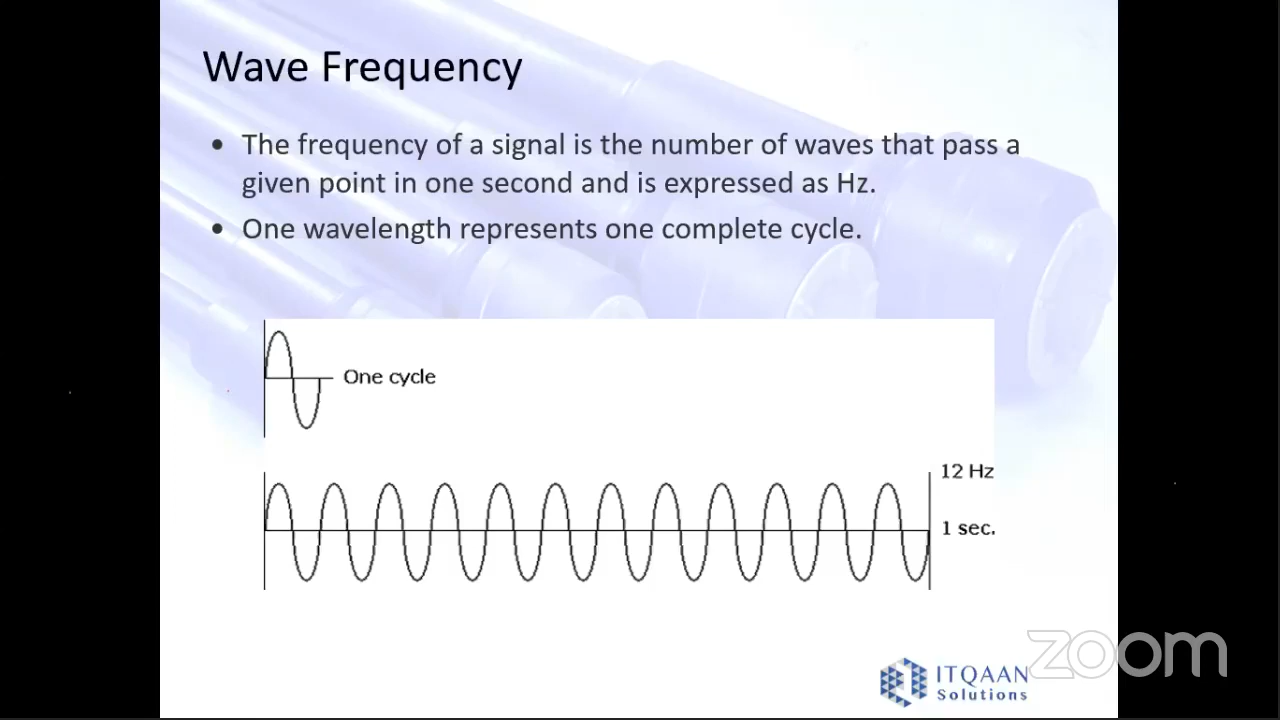 Wave Frequency
• The frequency of a signal is the number of waves that pass a
given point in one second and is expressed as Hz.
• One wavelength represents one complete cycle.
One cycle
12 Hz
1 sec.
zoom
ITQAAN
Solutions